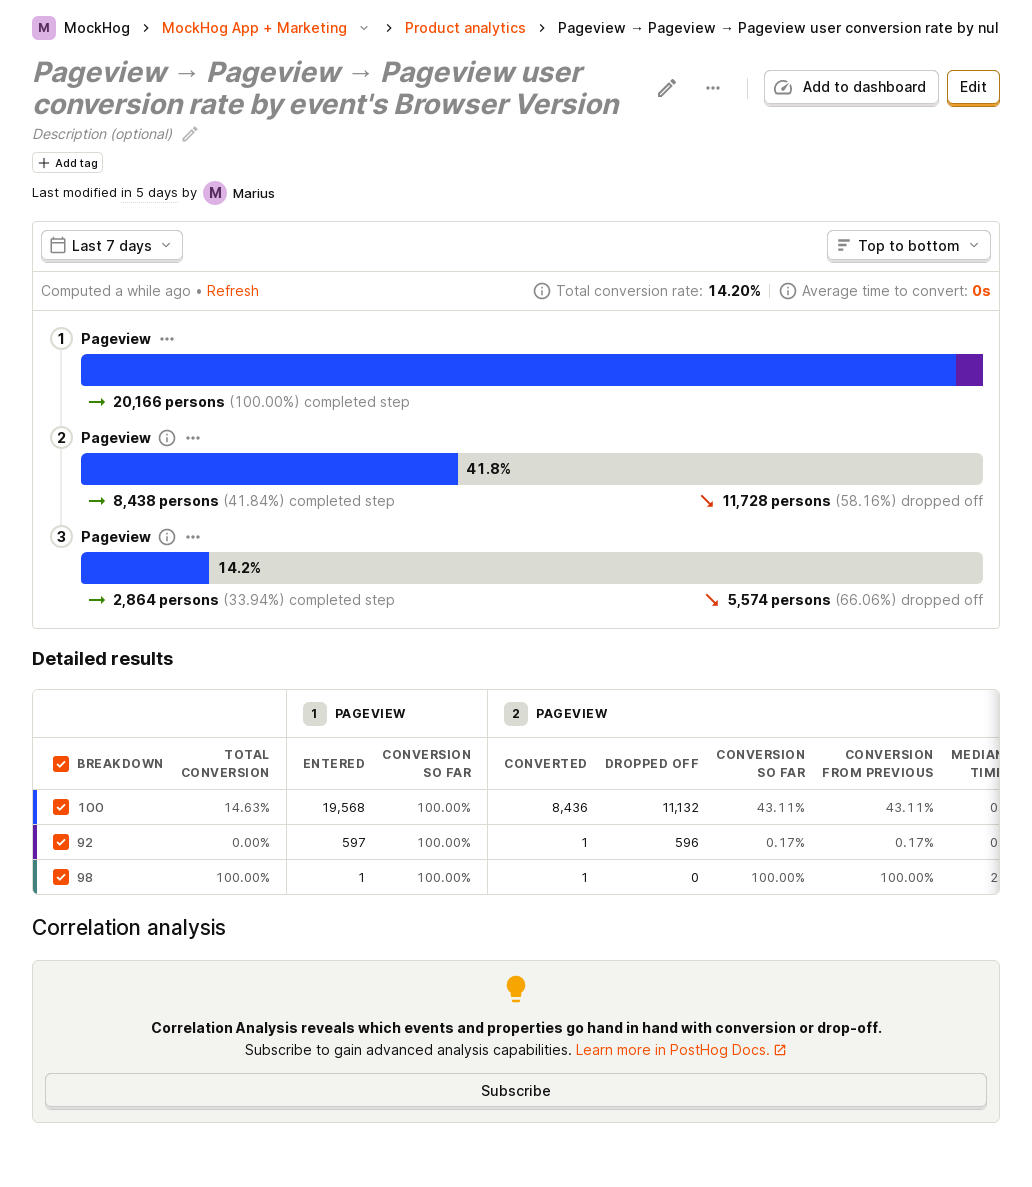 M MockHog > MockHog App + Marketing > Product analytics > Pageview → Pageview → Pageview user conversion rate by nul
Pageview → Pageview → Pageview user
conversion rate by event's Browser Version
Add to dashboard
Edit
Description (optional)
+ Add tag
Last modified in 5 days by M Marius
Last 7 days
Top to bottom
Computed a while ago • Refresh
Total conversion rate: 14.20%
Average time to convert: 0s
1 Pageview
→ 20,166 persons (100.00%) completed step
2 Pageview
41.8%
→ 8,438 persons (41.84%) completed step
↘ 11,728 persons (58.16%) dropped off
3 Pageview
14.2%
→ 2,864 persons (33.94%) completed step
↘ 5,574 persons (66.06%) dropped off
Detailed results
1 PAGEVIEW
2 PAGEVIEW
BREAKDOWN
TOTAL
CONVERSION
ENTERED
CONVERSION
SO FAR
CONVERTED
DROPPED OFF
CONVERSION
SO FAR
CONVERSION
FROM PREVIOUS
MEDIAN
TIM
100 14.63% 19,568 100.00% 8,436 11,132 43.11% 43.11% 0
92 0.00% 597 100.00% 1 596 0.17% 0.17% 0
98 100.00% 1 100.00% 1 0 100.00% 100.00% 2
Correlation analysis
Correlation Analysis reveals which events and properties go hand in hand with conversion or drop-off.
Subscribe to gain advanced analysis capabilities. Learn more in PostHog Docs.
Subscribe